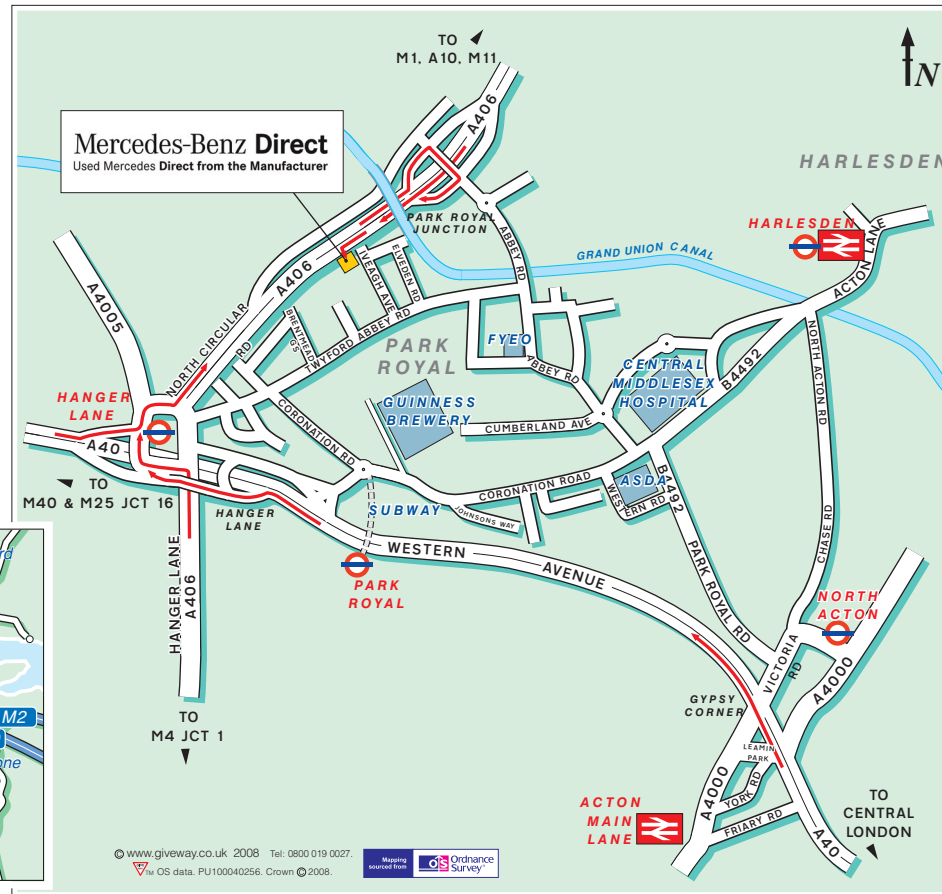 TO
M1, A10, M11
N
Mercedes-Benz Direct
Used Mercedes Direct from the Manufacturer
A406
HARLESDEN
PARK ROYAL
JUNCTION
HARLESDEN
ABBEY RD
GRAND UNION CANAL
ACTON LANE
A4005
A406
IVEAGH AVE
ELVEDEN RD
NORTH CIRCULAR
RD
BRENTMEAD
GS
TWYFORD ABBEY RD
PARK
ROYAL
FYEO
ABBEY RD
NORTH ACTON RD
CENTRAL
MIDDLESEX
HOSPITAL
B4492
HANGER
LANE
GUINNESS
BREWERY
CUMBERLAND AVE
CORONATION RD
A40
TO
M40 & M25 JCT 16
HANGER
LANE
SUBWAY
CORONATION ROAD
ASDA
WESTERN RD
B4492
JOHNSONS WAY
CHASE RD
WESTERN
AVENUE
HANGER LANE
A406
PARK
ROYAL
PARK ROYAL RD
NORTH
ACTON
VICTORIA
RD
A4000
GYPSY
CORNER
TO
M4 JCT 1
LEAMIN
PARK
A4000
YORK RD
FRIARY RD
ACTON
MAIN
LANE
A40
TO
CENTRAL
LONDON
rd
M2
one
© www.giveway.co.uk 2008 Tel: 0800 019 0027.
TM OS data. PU100040256. Crown © 2008.
Mapping
sourced from
OS Ordnance
Survey®